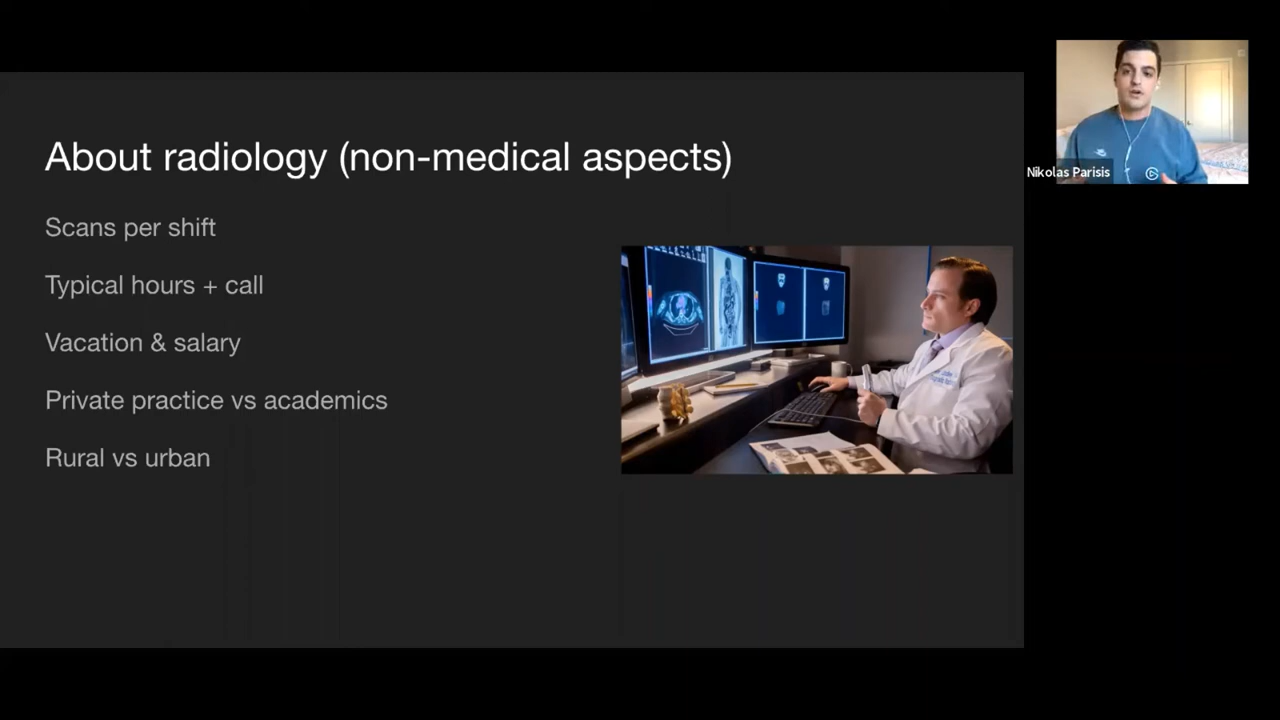 About radiology (non-medical aspects)
Scans per shift
Typical hours + call
Vacation & salary
Private practice vs academics
Rural vs urban
Nikolas Parisis